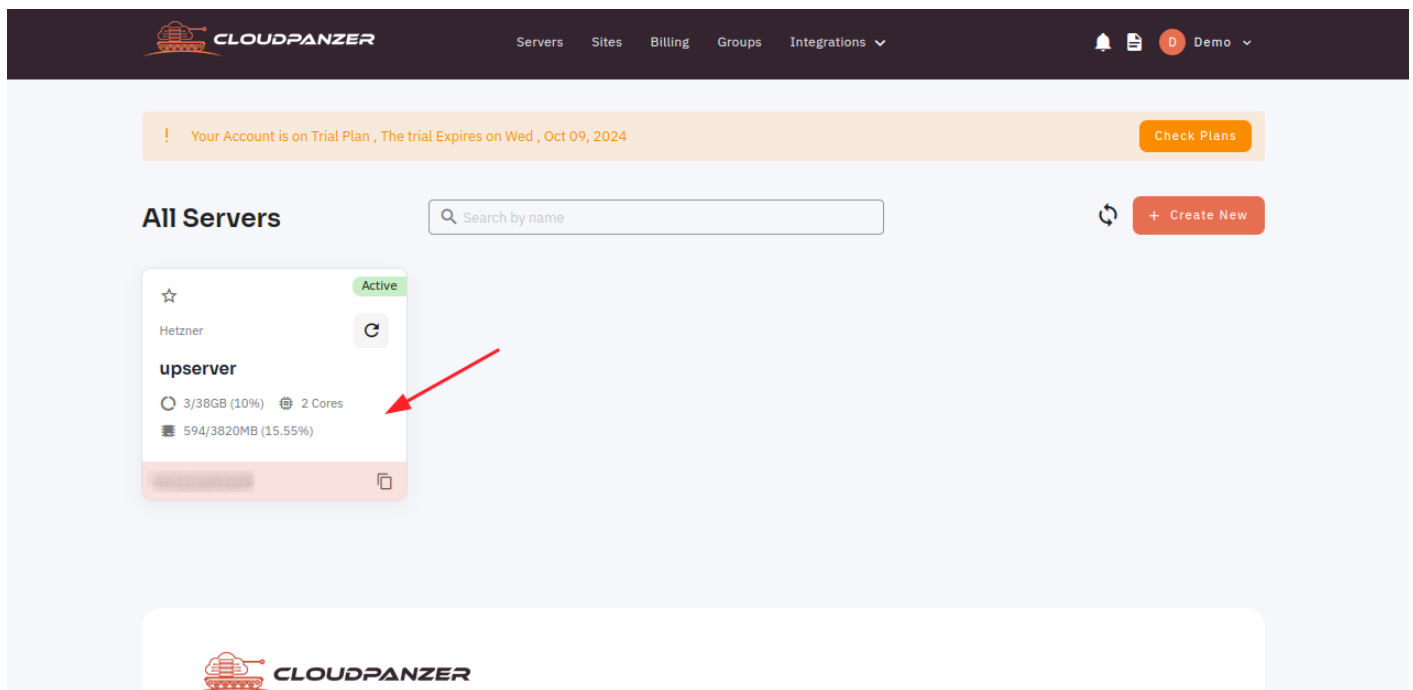 CLOUDPANZER Servers Sites Billing Groups Integrations D Demo
! Your Account is on Trial Plan , The trial Expires on Wed , Oct 09, 2024 Check Plans
All Servers Search by name + Create New
Active
Hetzner
upserver
3/38GB (10%) 2 Cores
594/3820MB (15.55%)
CLOUDPANZER